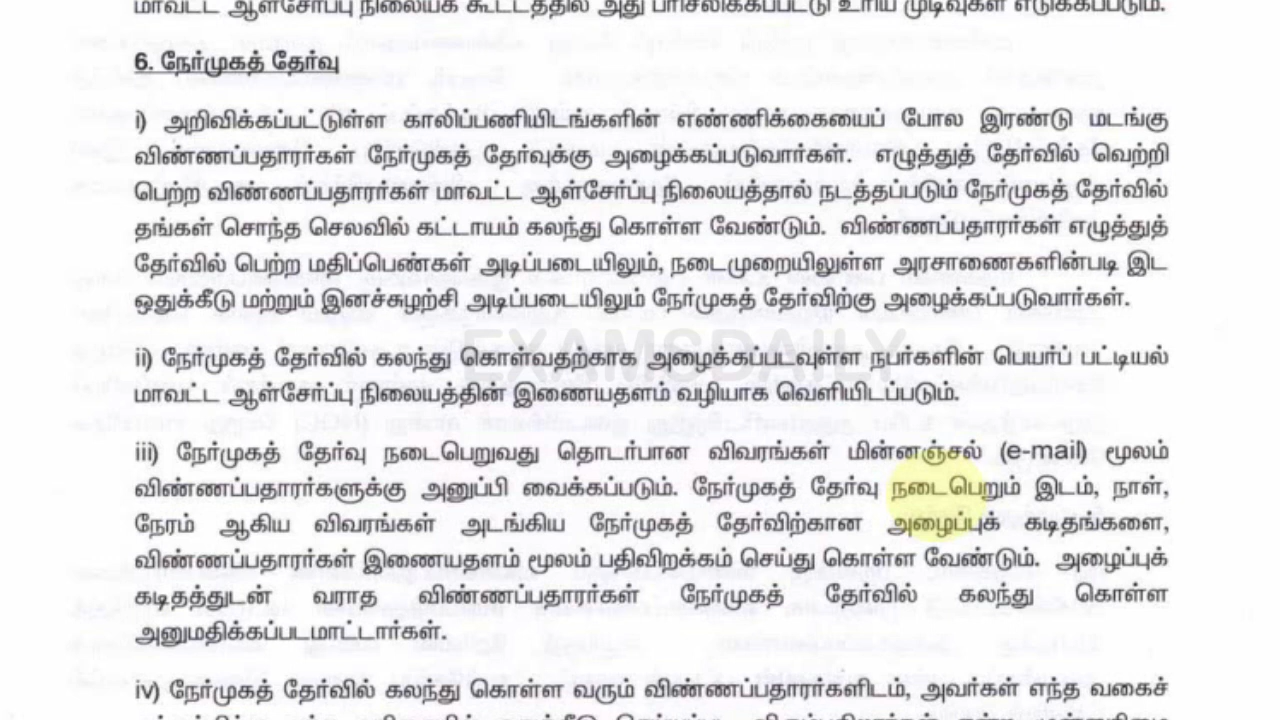 மாவட்ட ஆள்சேர்ப்பு நிலையக் கூட்டத்தில் அது பரிசீலிக்கப்பட்டு உரிய முடிவுகள் எடுக்கப்படும்.
6. நேர்முகத் தேர்வு
i) அறிவிக்கப்பட்டுள்ள காலிப்பணியிடங்களின் எண்ணிக்கையைப் போல இரண்டு மடங்கு
விண்ணப்பதாரர்கள் நேர்முகத் தேர்வுக்கு அழைக்கப்படுவார்கள். எழுத்துத் தேர்வில் வெற்றி
பெற்ற விண்ணப்பதாரர்கள் மாவட்ட ஆள்சேர்ப்பு நிலையத்தால் நடத்தப்படும் நேர்முகத் தேர்வில்
தங்கள் சொந்த செலவில் கட்டாயம் கலந்து கொள்ள வேண்டும். விண்ணப்பதாரர்கள் எழுத்துத்
தேர்வில் பெற்ற மதிப்பெண்கள் அடிப்படையிலும், நடைமுறையிலுள்ள அரசாணைகளின்படி இட
ஒதுக்கீடு மற்றும் இனச்சுழற்சி அடிப்படையிலும் நேர்முகத் தேர்விற்கு அழைக்கப்படுவார்கள்.
EXAMSDAILY
ii) நேர்முகத் தேர்வில் கலந்து கொள்வதற்காக அழைக்கப்படவுள்ள நபர்களின் பெயர்ப் பட்டியல்
மாவட்ட ஆள்சேர்ப்பு நிலையத்தின் இணையதளம் வழியாக வெளியிடப்படும்.
iii) நேர்முகத் தேர்வு நடைபெறுவது தொடர்பான விவரங்கள் மின்னஞ்சல் (e-mail) மூலம்
விண்ணப்பதாரர்களுக்கு அனுப்பி வைக்கப்படும். நேர்முகத் தேர்வு நடைபெறும் இடம், நாள்,
நேரம் ஆகிய விவரங்கள் அடங்கிய நேர்முகத் தேர்விற்கான அழைப்புக் கடிதங்களை,
விண்ணப்பதாரர்கள் இணையதளம் மூலம் பதிவிறக்கம் செய்து கொள்ள வேண்டும். அழைப்புக்
கடிதத்துடன் வராத விண்ணப்பதாரர்கள் நேர்முகத் தேர்வில் கலந்து கொள்ள
அனுமதிக்கப்படமாட்டார்கள்.
iv) நேர்முகத் தேர்வில் கலந்து கொள்ள வரும் விண்ணப்பதாரர்களிடம், அவர்கள் எந்த வகைச்